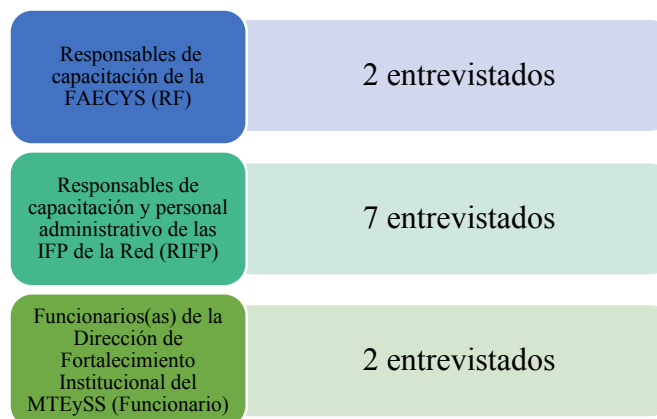 Responsables de
capacitación de la
FAECYS (RF)
2 entrevistados
Responsables de
capacitación y personal
administrativo de las
IFP de la Red (RIFP)
7 entrevistados
Funcionarios(as) de la
Dirección de
Fortalecimiento
Institucional del
MTEySS (Funcionario)
2 entrevistados